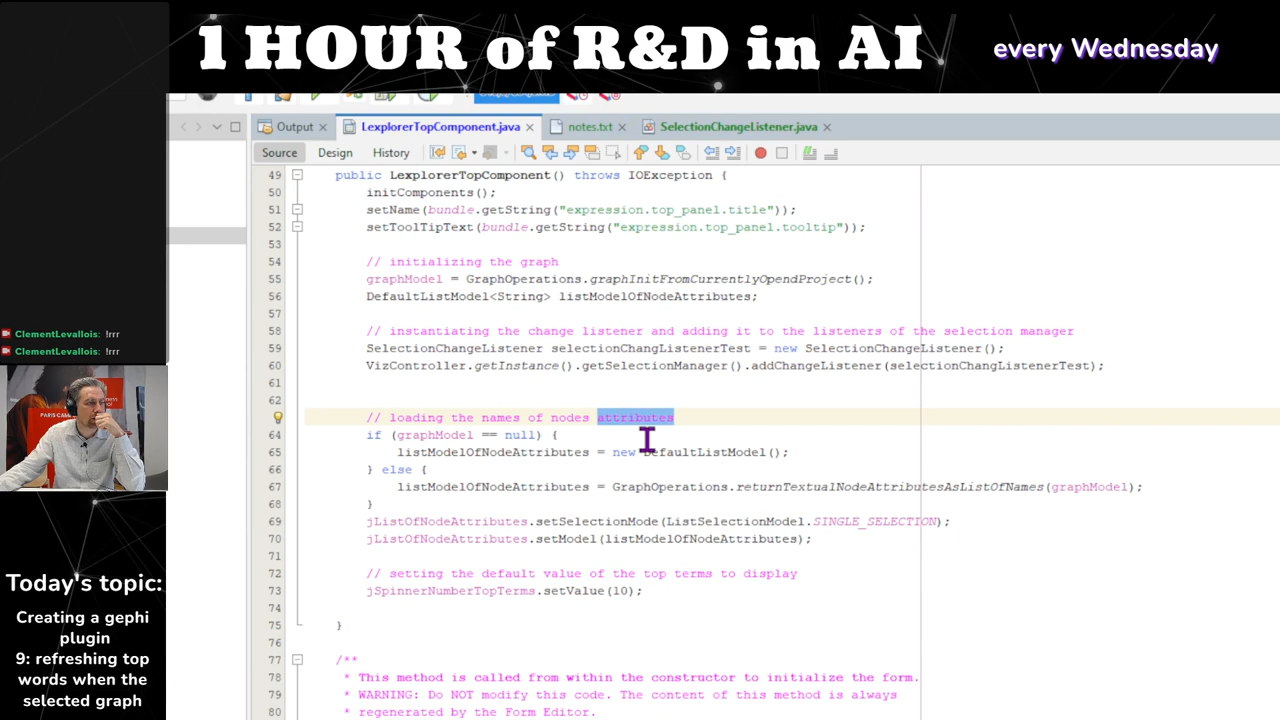 1 HOUR of R&D in AI
every Wednesday
Output
LexplorerTopComponent.java
notes.txt
SelectionChangeListener.java
Source
Design
History
49 public LexplorerTopComponent() throws IOException {
50 initComponents();
51 setName(bundle.getString("expression.top_panel.title"));
52 setToolTipText(bundle.getString("expression.top_panel.tooltip"));
53
54 // initializing the graph
55 graphModel = GraphOperations.graphInitFromCurrentlyOpendProject();
56 DefaultListModel<String> listModelOfNodeAttributes;
57
58 // instantiating the change listener and adding it to the listeners of the selection manager
59 SelectionChangeListener selectionChangListenerTest = new SelectionChangeListener();
60 VizController.getInstance().getSelectionManager().addChangeListener(selectionChangListenerTest);
61
62
// loading the names of nodes attributes
64 if (graphModel == null) {
65 listModelOfNodeAttributes = new DefaultListModel();
66 } else {
67 listModelOfNodeAttributes = GraphOperations.returnTextualNodeAttributesAsListOfNames(graphModel);
68 }
69 jListOfNodeAttributes.setSelectionMode(ListSelectionModel.SINGLE_SELECTION);
70 jListOfNodeAttributes.setModel(listModelOfNodeAttributes);
71
72 // setting the default value of the top terms to display
73 jSpinnerNumberTopTerms.setValue(10);
74
75 }
76
77 /**
78 * This method is called from within the constructor to initialize the form.
79 * WARNING: Do NOT modify this code. The content of this method is always
80 * regenerated by the Form Editor.
ClementLevallois: !rrr
ClementLevallois: !rrr
PARIS CAM
Today's topic:
Creating a gephi
plugin
9: refreshing top
words when the
selected graph